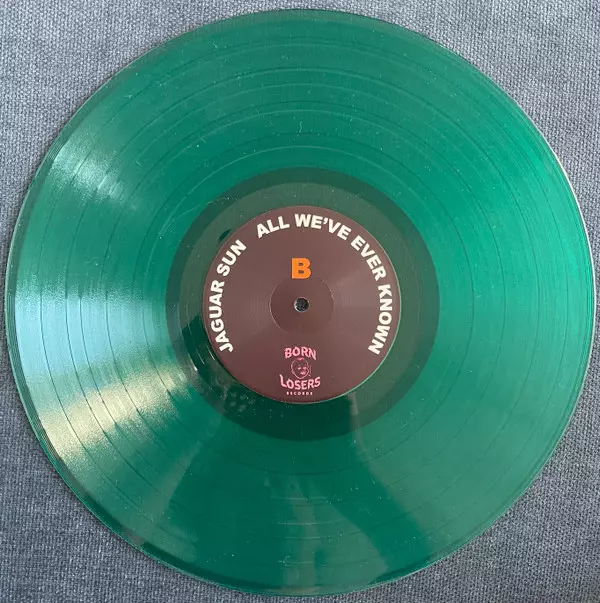 JAGUAR SUN ALL WE'VE EVER KNOWN
B
BORN
LOSERS
RECORDS